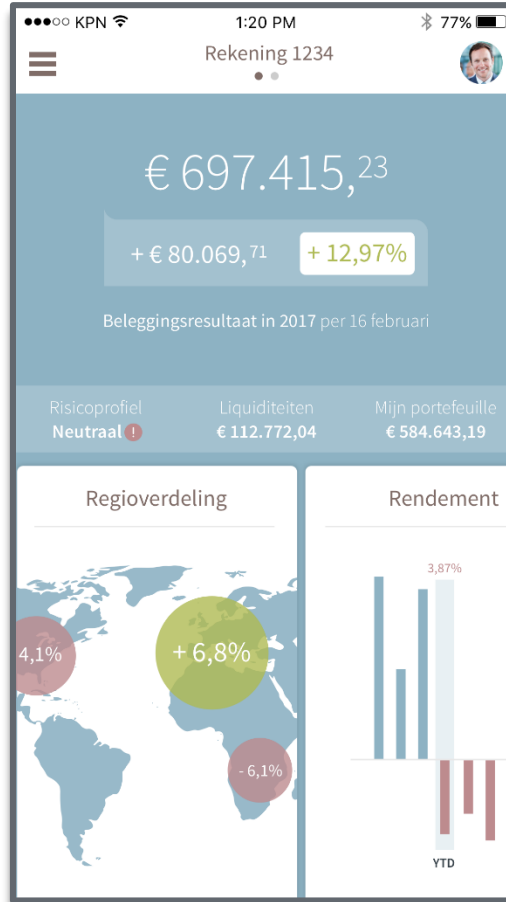 KPN 1:20 PM 77%
Rekening 1234
€ 697.415,23
+ € 80.069,71 + 12,97%
Beleggingsresultaat in 2017 per 16 februari
Risicoprofiel Liquiditeiten Mijn portefeuille
Neutraal ! € 112.772,04 € 584.643,19
Regioverdeling Rendement
3,87%
4,1% + 6,8%
- 6,1%
YTD